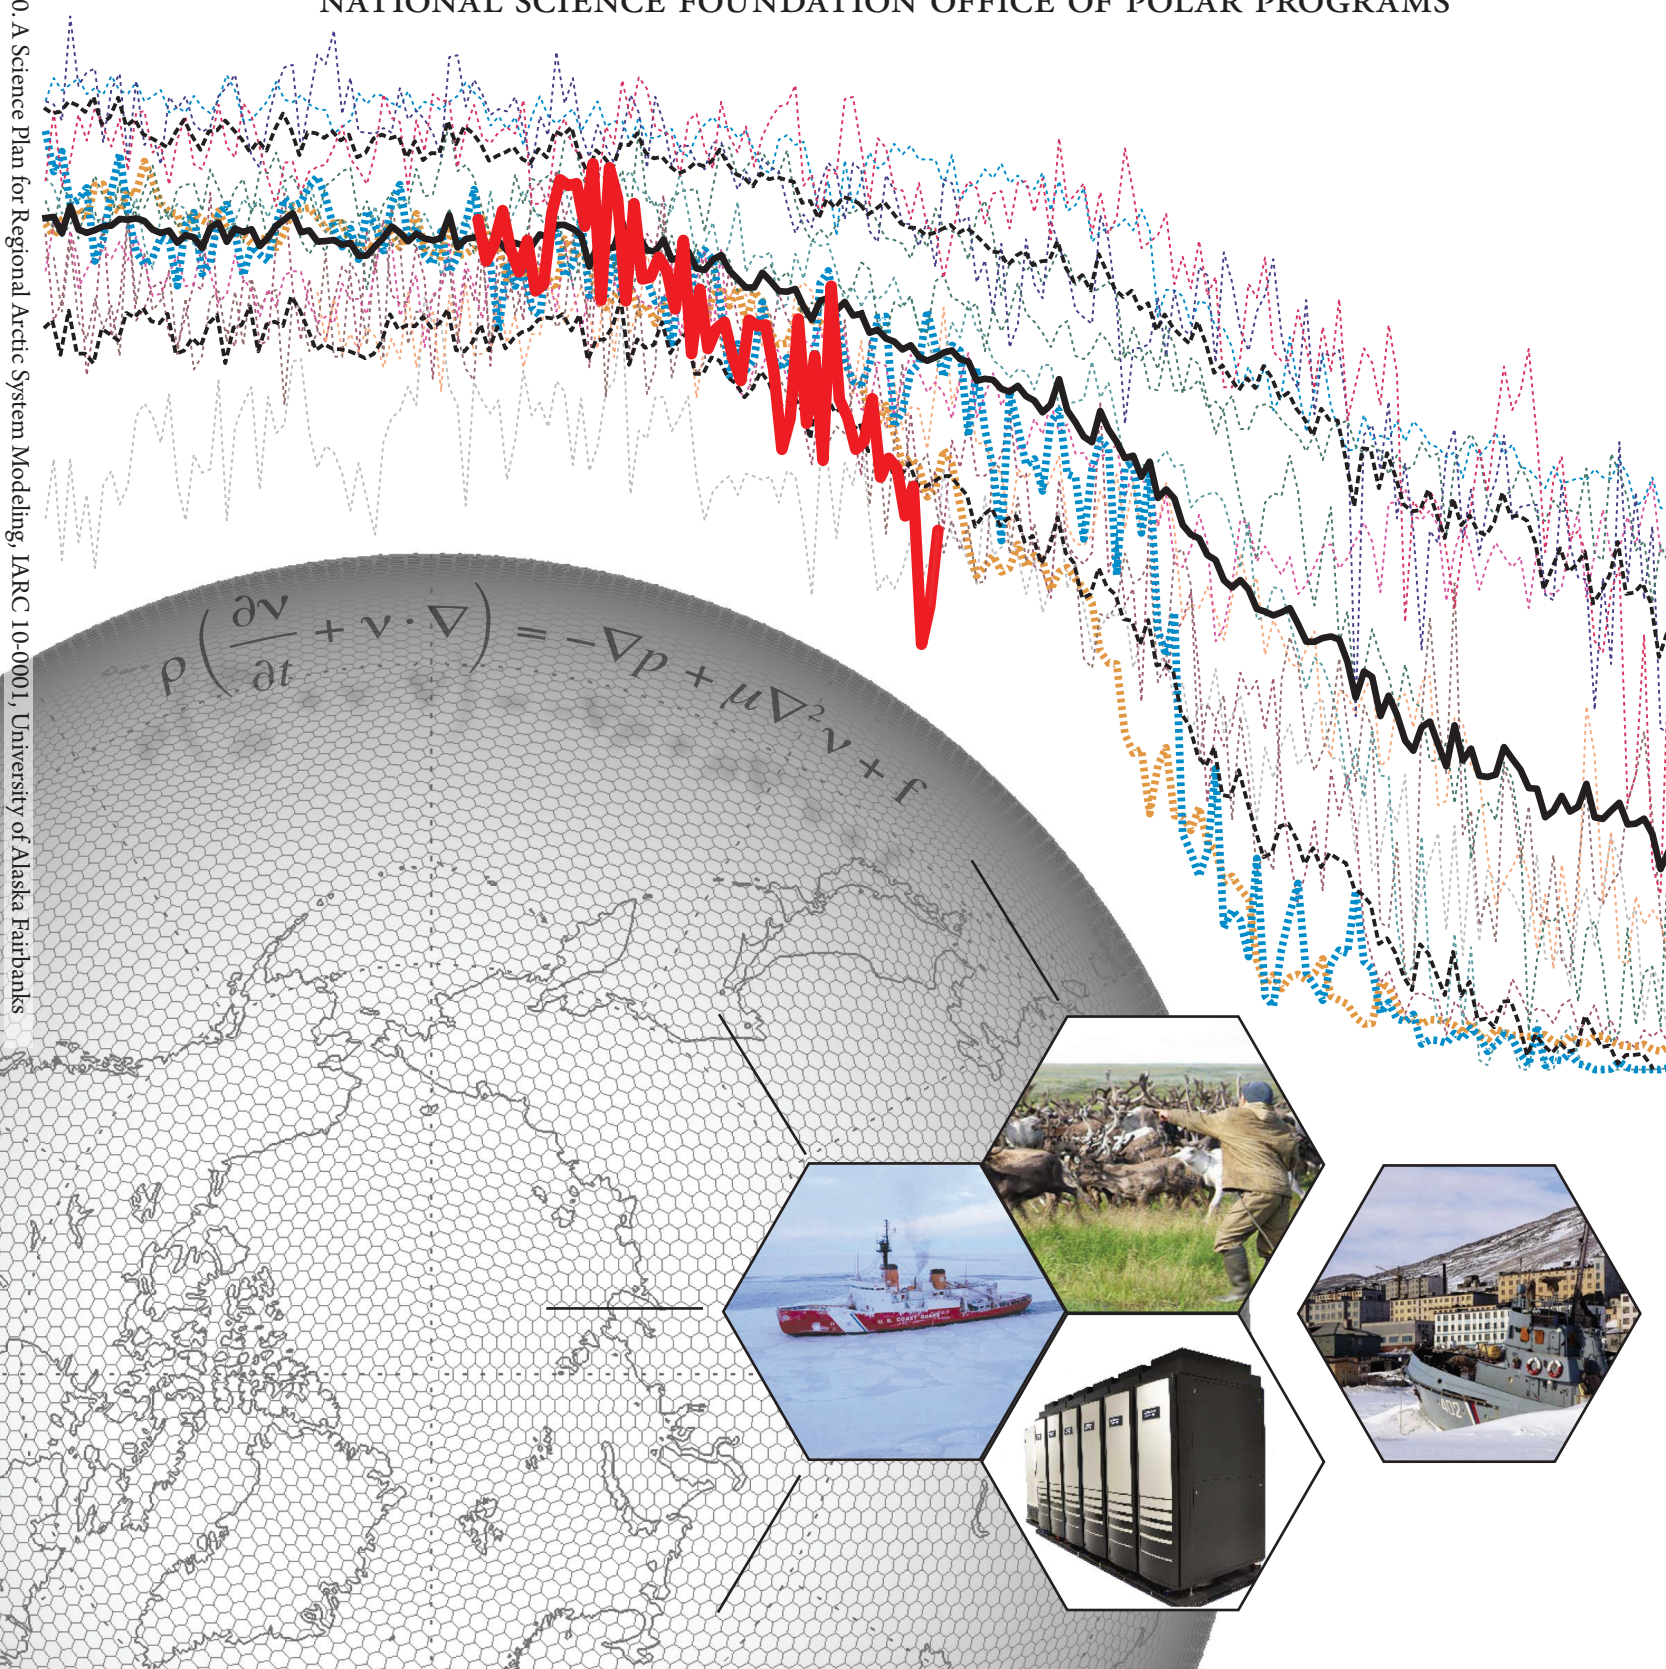 NATIONAL SCIENCE FOUNDATION OFFICE OF POLAR PROGRAMS
0. A Science Plan for Regional Arctic System Modeling, IARC 10-0001, University of Alaska Fairbanks
ρ ( ∂v/∂t + v · ∇ ) = −∇p + μ∇²v + f
U. S. COAST GUARD
402